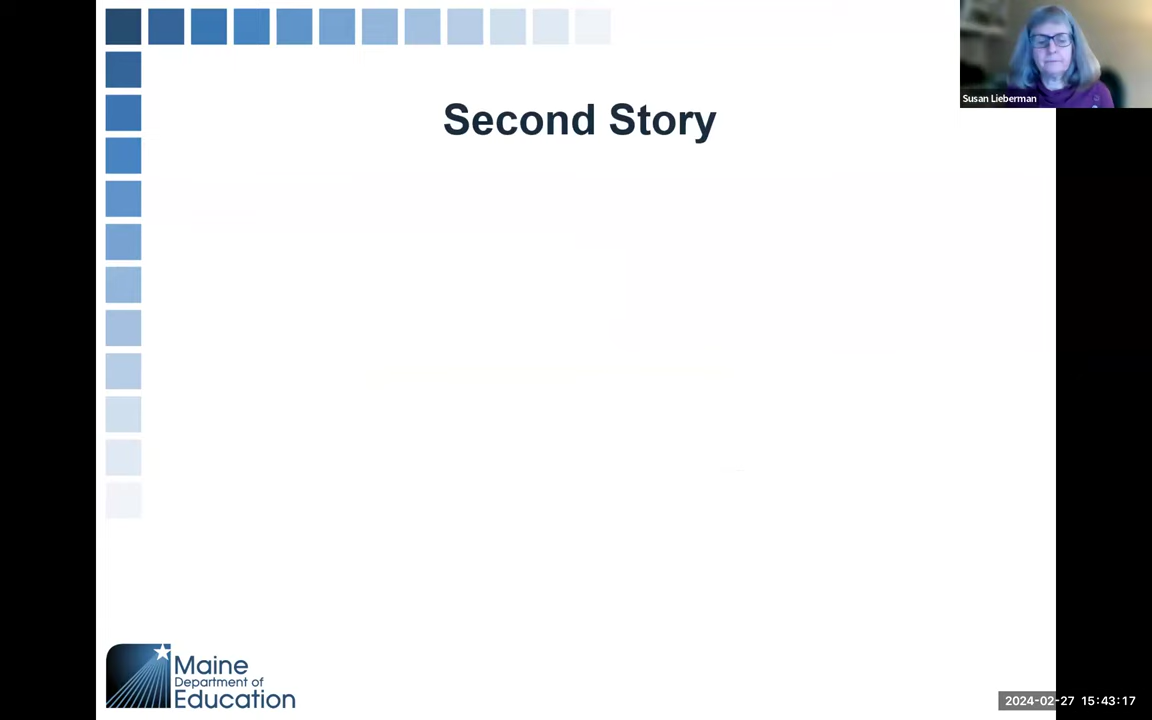 Susan Lieberman
Second Story
Maine
Department of
Education
2024-02-27 15:43:17